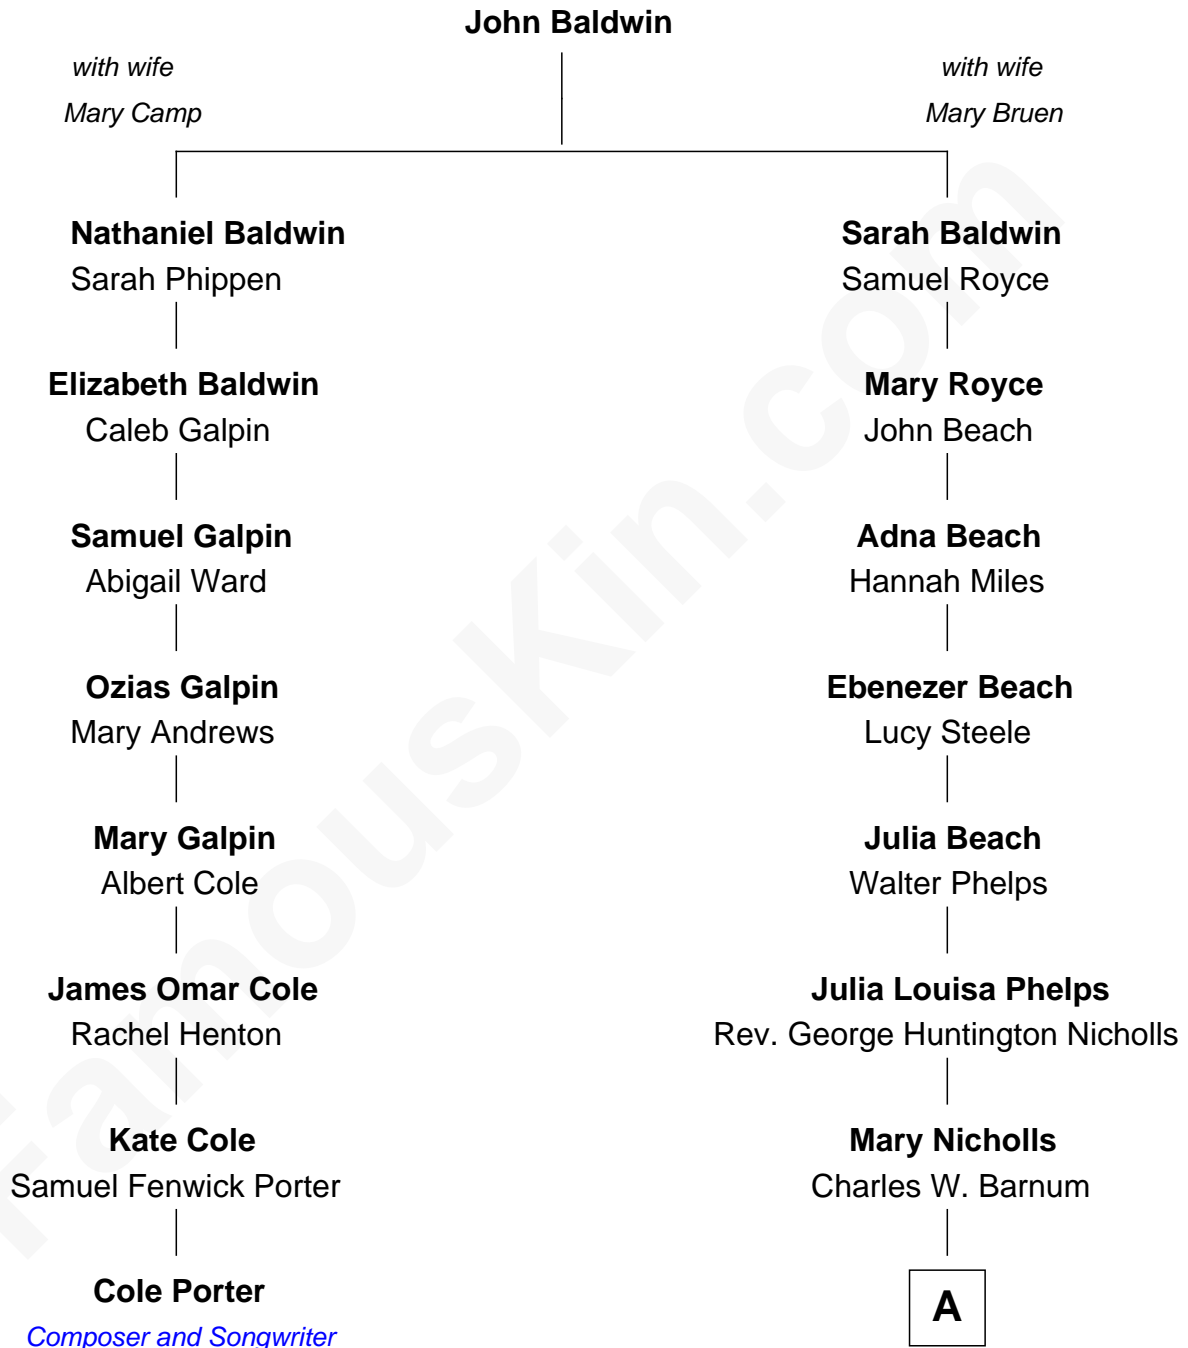 John Baldwin
with wife
Mary Camp
with wife
Mary Bruen
Nathaniel Baldwin
Sarah Phippen
Sarah Baldwin
Samuel Royce
Elizabeth Baldwin
Caleb Galpin
Mary Royce
John Beach
Samuel Galpin
Abigail Ward
Adna Beach
Hannah Miles
Ozias Galpin
Mary Andrews
Ebenezer Beach
Lucy Steele
Mary Galpin
Albert Cole
Julia Beach
Walter Phelps
James Omar Cole
Rachel Henton
Julia Louisa Phelps
Rev. George Huntington Nicholls
Kate Cole
Samuel Fenwick Porter
Mary Nicholls
Charles W. Barnum
Cole Porter
Composer and Songwriter
A
FamousKin.com